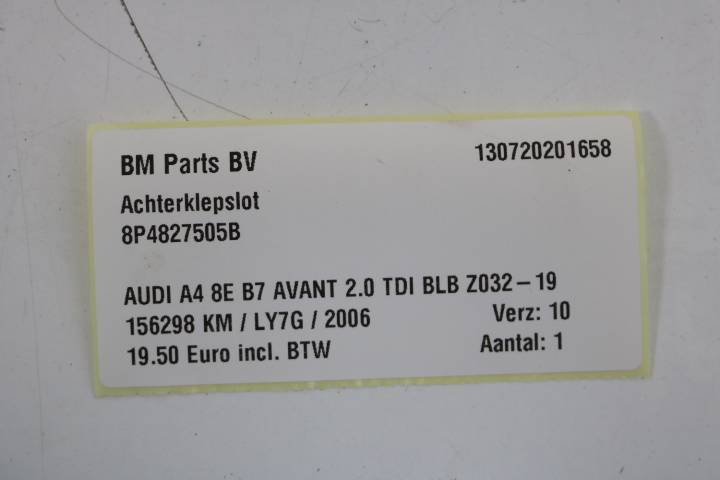 BM Parts BV 130720201658
Achterklepslot
8P4827505B
AUDI A4 8E B7 AVANT 2.0 TDI BLB Z032-19
156298 KM / LY7G / 2006 Verz: 10
19.50 Euro incl. BTW Aantal: 1